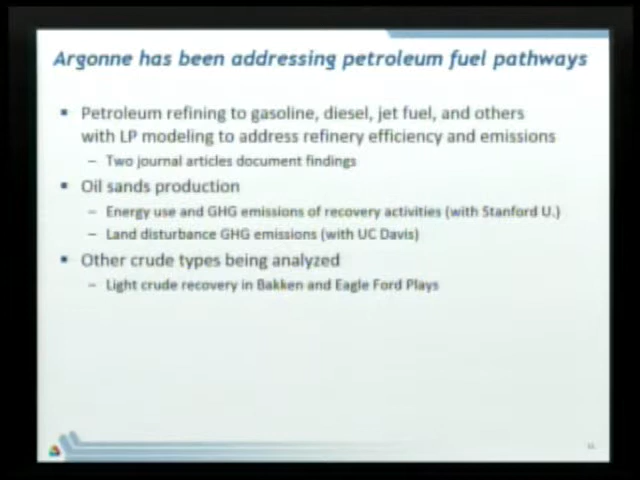 Argonne has been addressing petroleum fuel pathways
▪ Petroleum refining to gasoline, diesel, jet fuel, and others
with LP modeling to address refinery efficiency and emissions
– Two journal articles document findings
▪ Oil sands production
– Energy use and GHG emissions of recovery activities (with Stanford U.)
– Land disturbance GHG emissions (with UC Davis)
▪ Other crude types being analyzed
– Light crude recovery in Bakken and Eagle Ford Plays